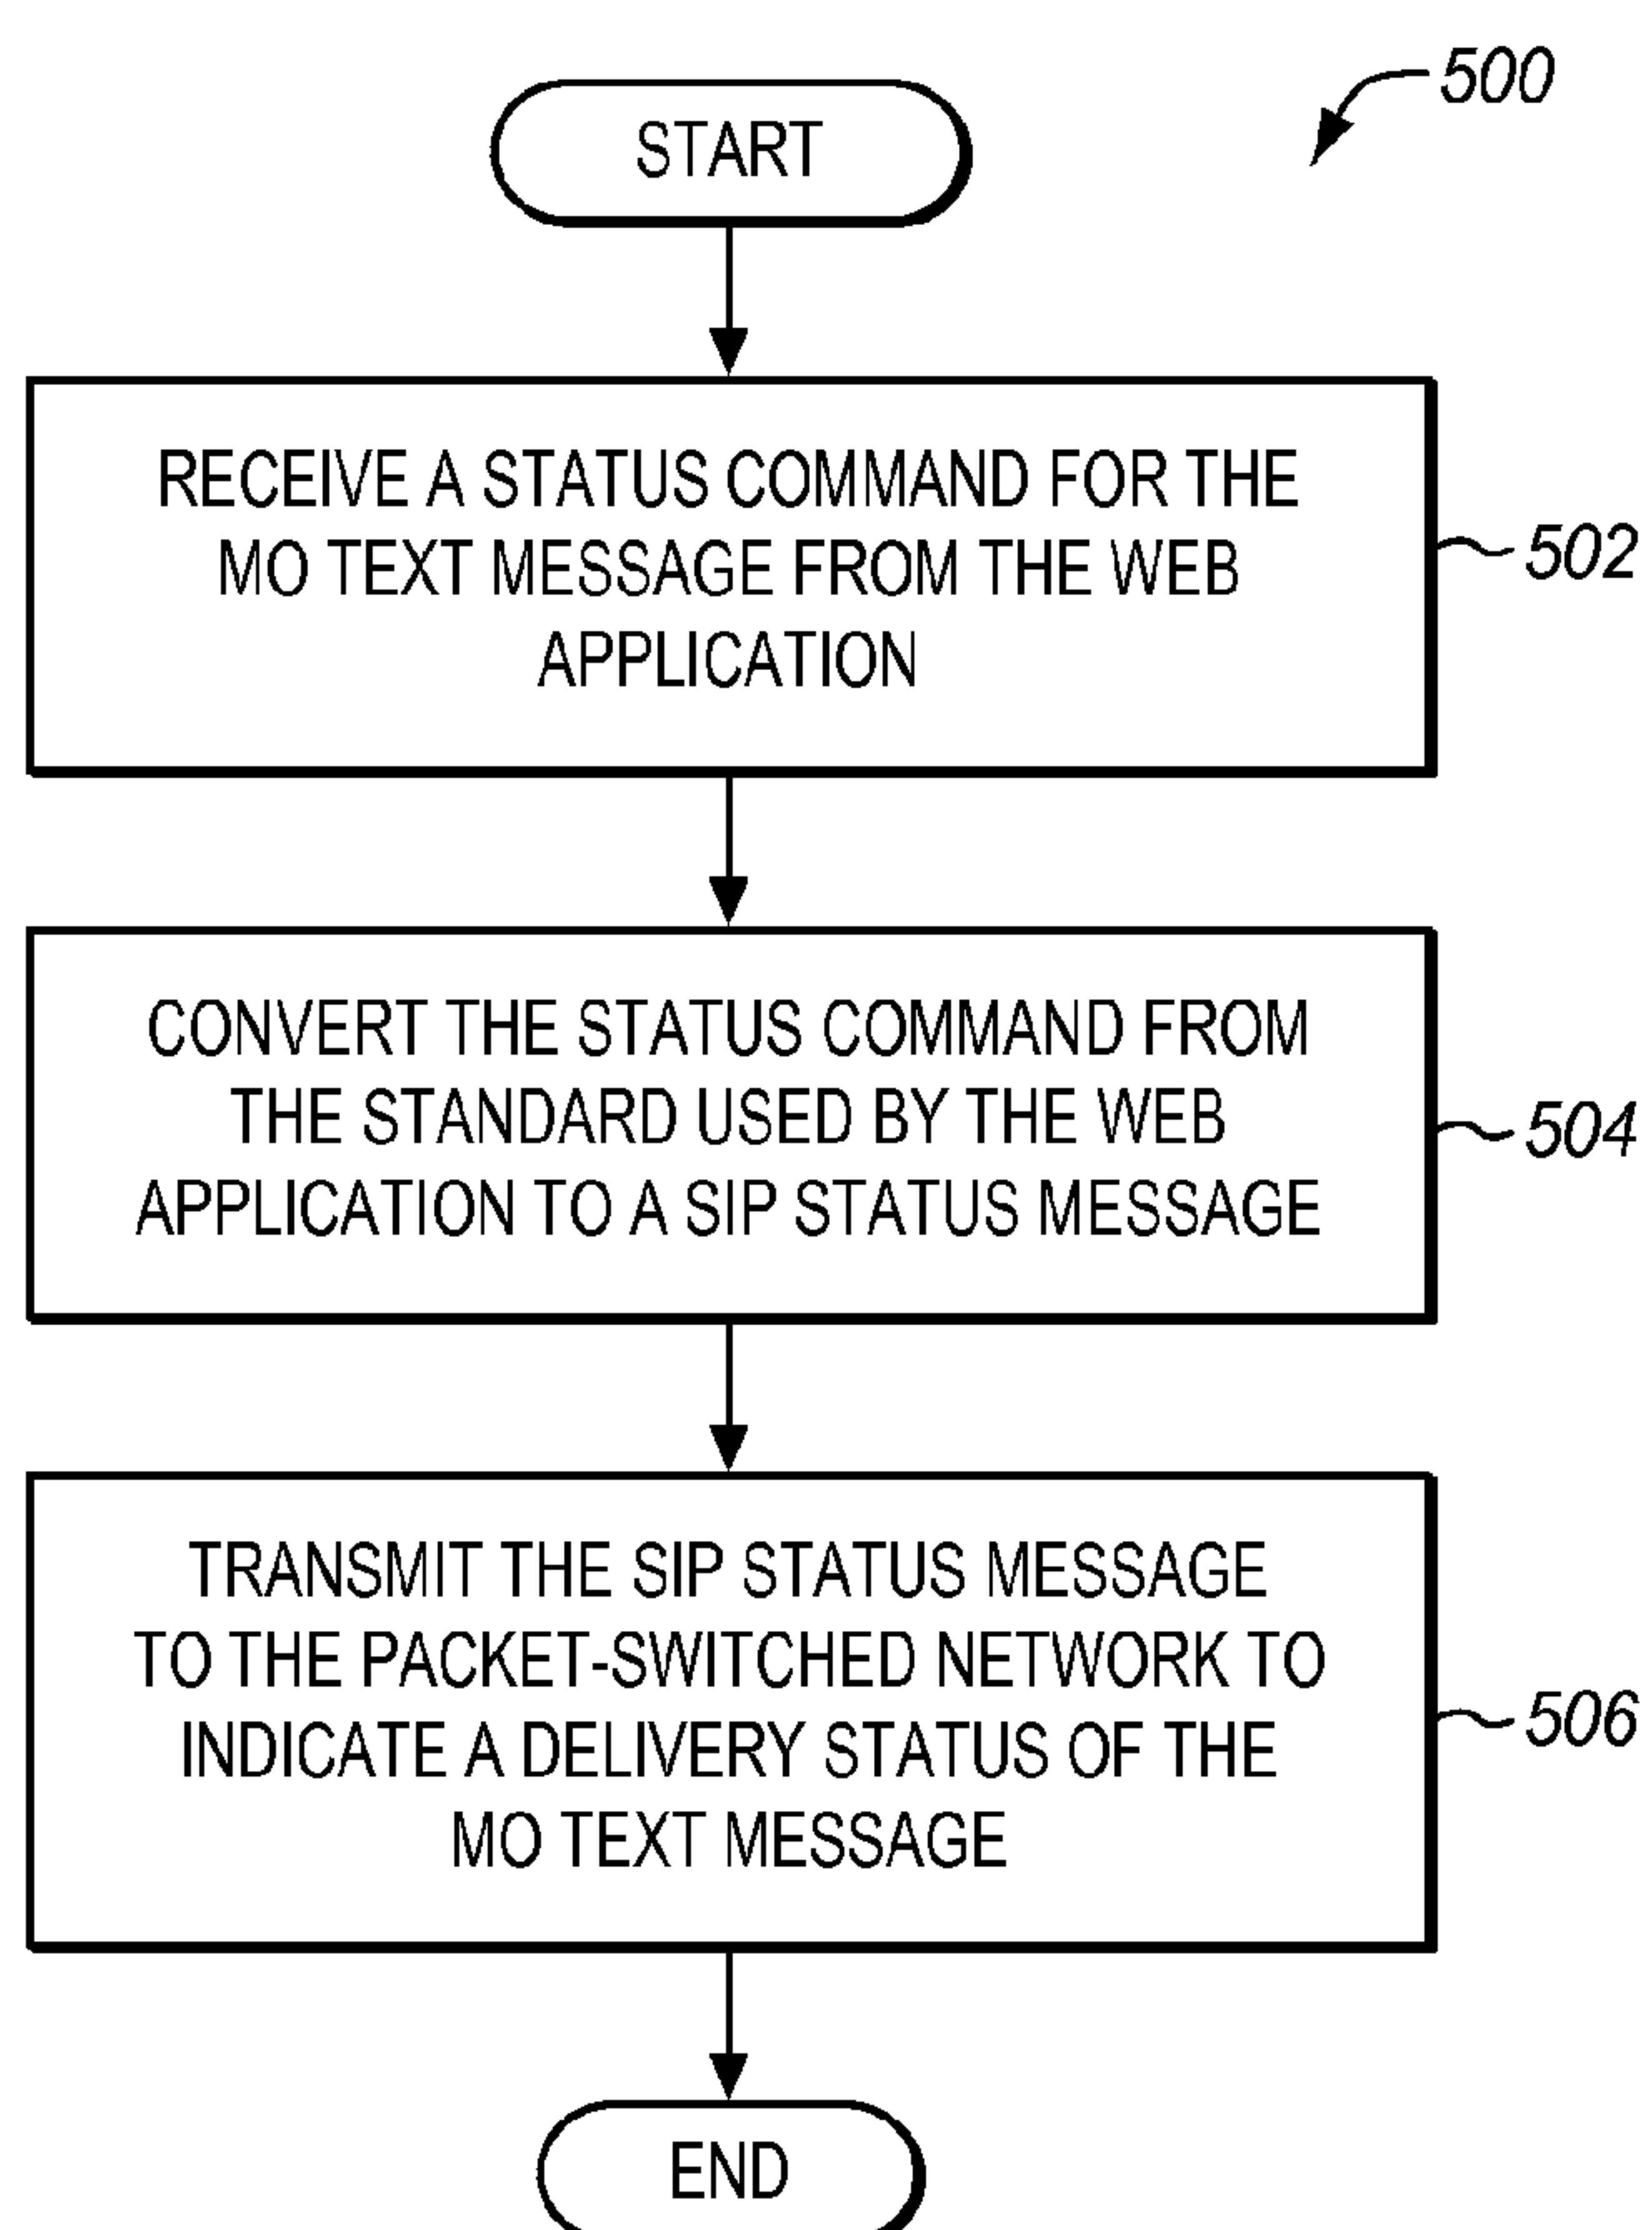 500
START
RECEIVE A STATUS COMMAND FOR THE
MO TEXT MESSAGE FROM THE WEB
APPLICATION
502
CONVERT THE STATUS COMMAND FROM
THE STANDARD USED BY THE WEB
APPLICATION TO A SIP STATUS MESSAGE
504
TRANSMIT THE SIP STATUS MESSAGE
TO THE PACKET-SWITCHED NETWORK TO
INDICATE A DELIVERY STATUS OF THE
MO TEXT MESSAGE
506
END